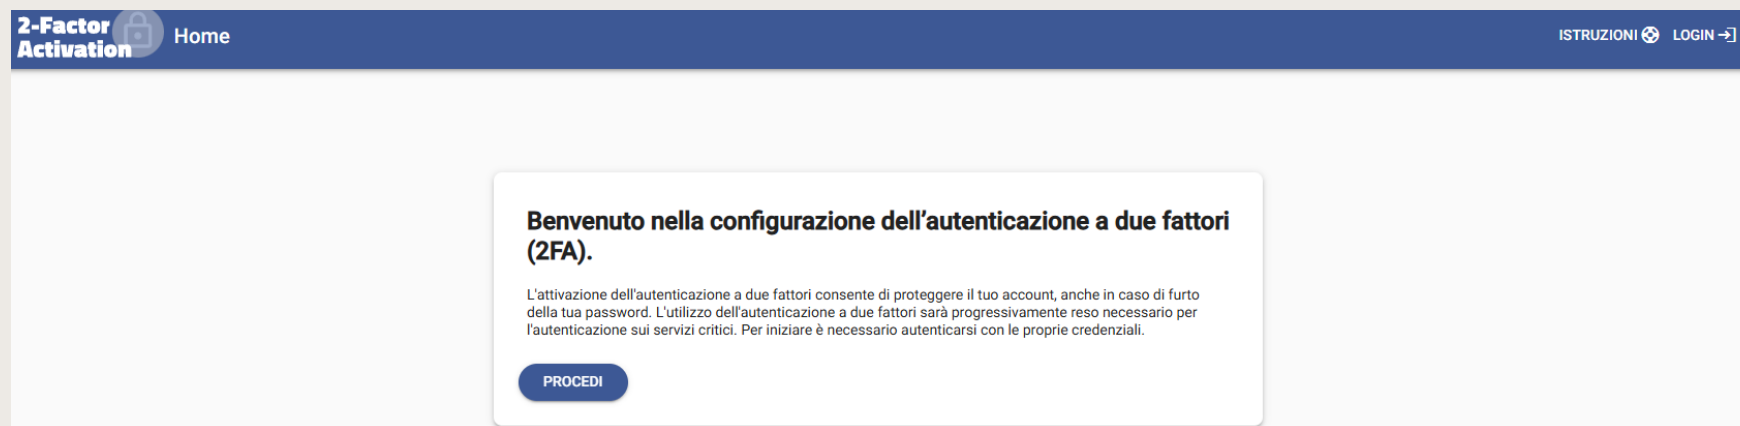 2-Factor
Activation
Home
ISTRUZIONI
LOGIN
Benvenuto nella configurazione dell’autenticazione a due fattori
(2FA).
L'attivazione dell'autenticazione a due fattori consente di proteggere il tuo account, anche in caso di furto
della tua password. L'utilizzo dell'autenticazione a due fattori sarà progressivamente reso necessario per
l'autenticazione sui servizi critici. Per iniziare è necessario autenticarsi con le proprie credenziali.
PROCEDI